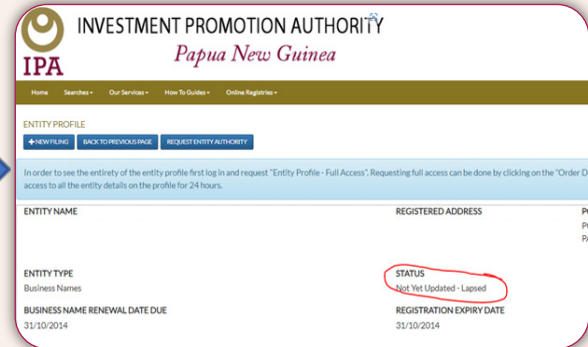 INVESTMENT PROMOTION AUTHORITY
Papua New Guinea
IPA
Home Searches Our Services How To Guides Online Registries
ENTITY PROFILE
+NEW FILING BACK TO PREVIOUS PAGE REQUEST ENTITY AUTHORITY
In order to see the entirety of the entity profile first log in and request "Entity Profile - Full Access". Requesting full access can be done by clicking on the "Order D
access to all the entity details on the profile for 24 hours.
ENTITY NAME REGISTERED ADDRESS
ENTITY TYPE STATUS
Business Names Not Yet Updated - Lapsed
BUSINESS NAME RENEWAL DATE DUE REGISTRATION EXPIRY DATE
31/10/2014 31/10/2014